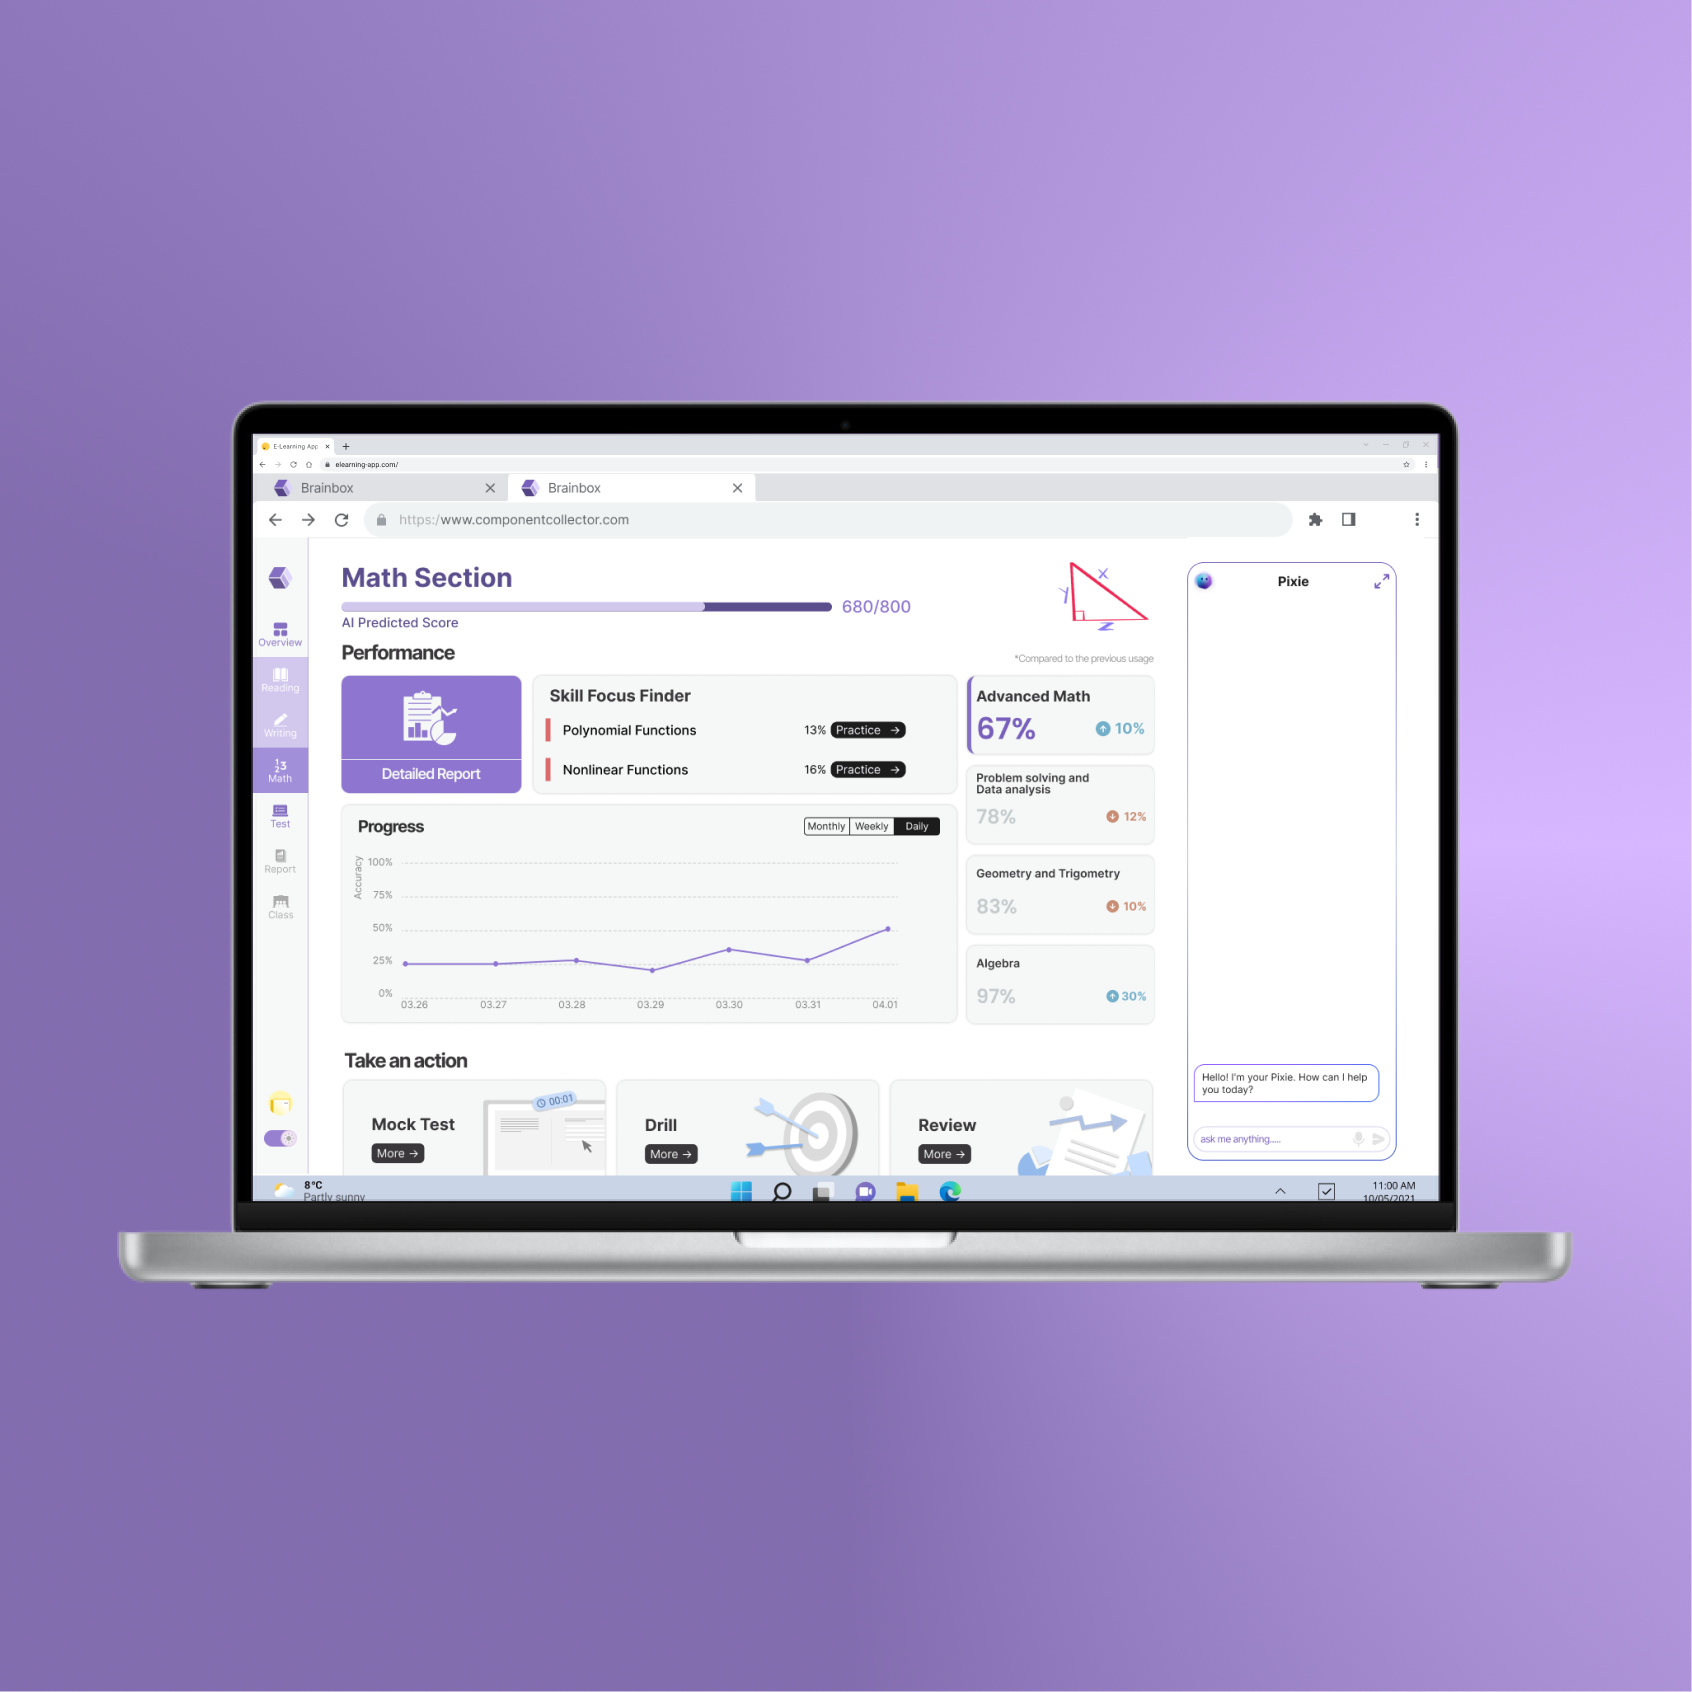 E-Learning App
elearning-app.com/
Brainbox
Brainbox
https:/www.componentcollector.com
Overview
Reading
Writing
1 2 3
Math
Test
Report
Class
Math Section
680/800
AI Predicted Score
X
Y
Z
Performance
*Compared to the previous usage
Detailed Report
Skill Focus Finder
Polynomial Functions 13% Practice →
Nonlinear Functions 16% Practice →
Advanced Math
67% 10%
Problem solving and
Data analysis
78% 12%
Geometry and Trigometry
83% 10%
Algebra
97% 30%
Progress
Monthly Weekly Daily
Accuracy
100%
75%
50%
25%
0%
03.26 03.27 03.28 03.29 03.30 03.31 04.01
Take an action
Mock Test
More →
00:01
Drill
More →
Review
More →
Pixie
Hello! I'm your Pixie. How can I help
you today?
ask me anything.....
8°C
Partly sunny
11:00 AM
10/05/2021